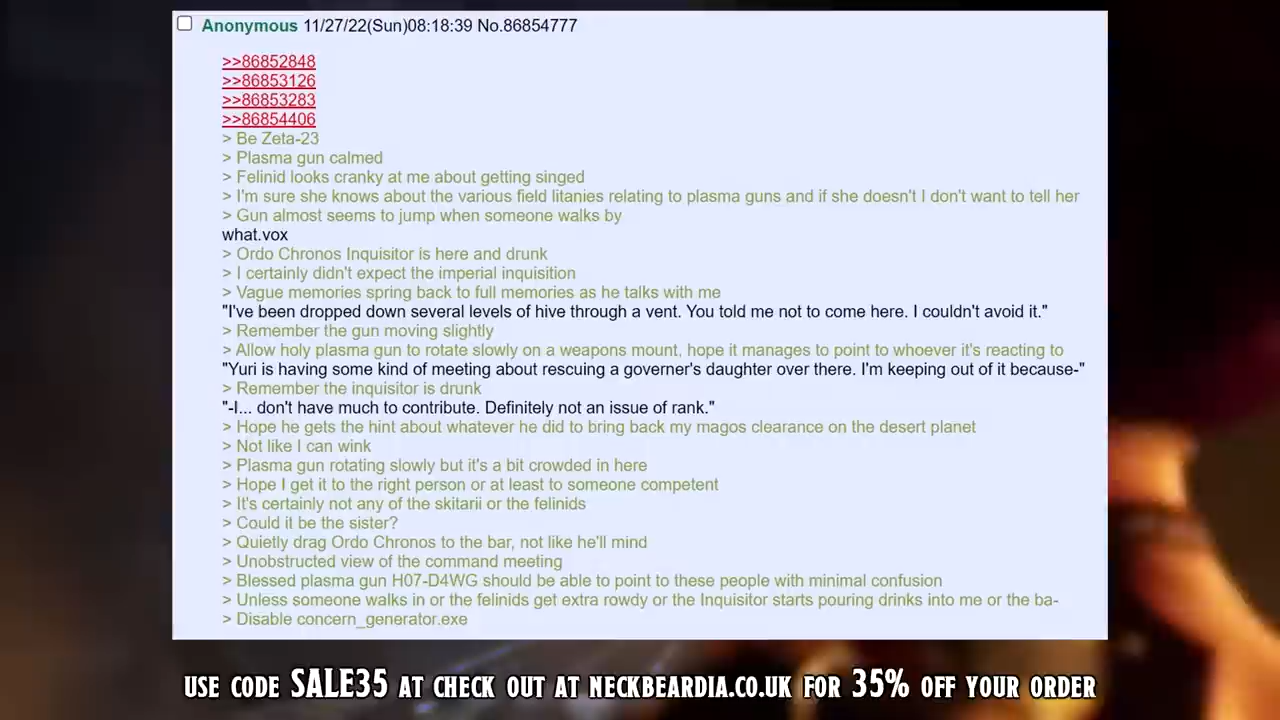 Anonymous 11/27/22(Sun)08:18:39 No.86854777
>>86852848
>>86853126
>>86853283
>>86854406
> Be Zeta-23
> Plasma gun calmed
> Felinid looks cranky at me about getting singed
> I'm sure she knows about the various field litanies relating to plasma guns and if she doesn't I don't want to tell her
> Gun almost seems to jump when someone walks by
what.vox
> Ordo Chronos Inquisitor is here and drunk
> I certainly didn't expect the imperial inquisition
> Vague memories spring back to full memories as he talks with me
"I've been dropped down several levels of hive through a vent. You told me not to come here. I couldn't avoid it."
> Remember the gun moving slightly
> Allow holy plasma gun to rotate slowly on a weapons mount, hope it manages to point to whoever it's reacting to
"Yuri is having some kind of meeting about rescuing a governer's daughter over there. I'm keeping out of it because-"
> Remember the inquisitor is drunk
"-I... don't have much to contribute. Definitely not an issue of rank."
> Hope he gets the hint about whatever he did to bring back my magos clearance on the desert planet
> Not like I can wink
> Plasma gun rotating slowly but it's a bit crowded in here
> Hope I get it to the right person or at least to someone competent
> It's certainly not any of the skitarii or the felinids
> Could it be the sister?
> Quietly drag Ordo Chronos to the bar, not like he'll mind
> Unobstructed view of the command meeting
> Blessed plasma gun H07-D4WG should be able to point to these people with minimal confusion
> Unless someone walks in or the felinids get extra rowdy or the Inquisitor starts pouring drinks into me or the ba-
> Disable concern_generator.exe
USE CODE SALE35 AT CHECK OUT AT NECKBEARDIA.CO.UK FOR 35% OFF YOUR ORDER